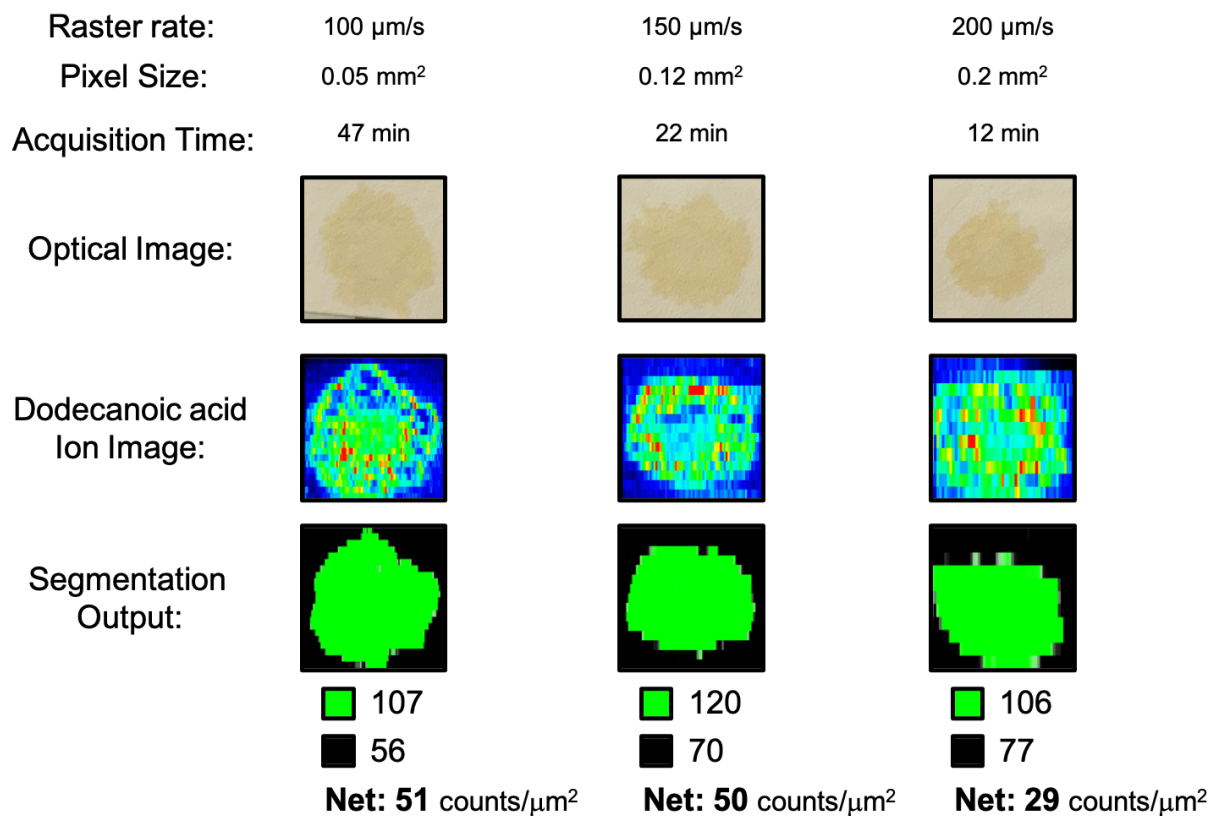 Raster rate: 100 µm/s 150 µm/s 200 µm/s
Pixel Size: 0.05 mm² 0.12 mm² 0.2 mm²
Acquisition Time: 47 min 22 min 12 min
Optical Image:
Dodecanoic acid
Ion Image:
Segmentation
Output:
107 120 106
56 70 77
Net: 51 counts/µm² Net: 50 counts/µm² Net: 29 counts/µm²